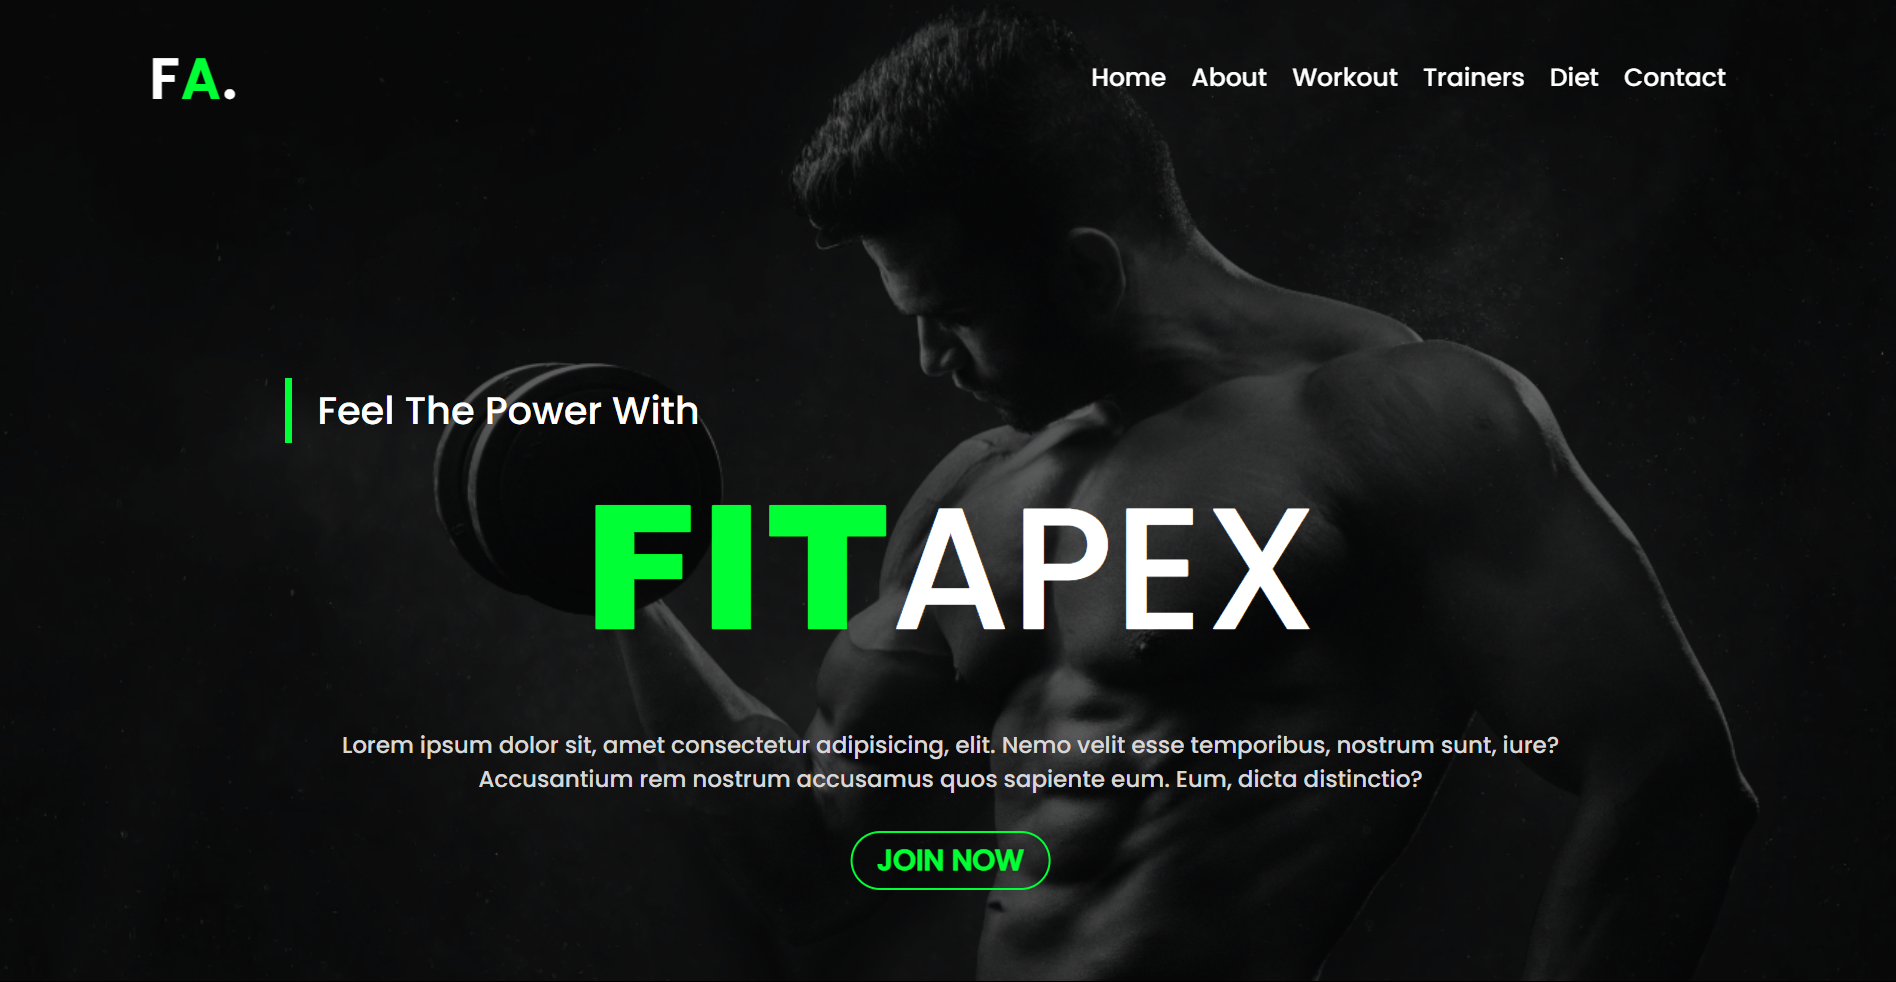 FA.
Home About Workout Trainers Diet Contact
Feel The Power With
FITAPEX
Lorem ipsum dolor sit, amet consectetur adipisicing, elit. Nemo velit esse temporibus, nostrum sunt, iure?
Accusantium rem nostrum accusamus quos sapiente eum. Eum, dicta distinctio?
JOIN NOW